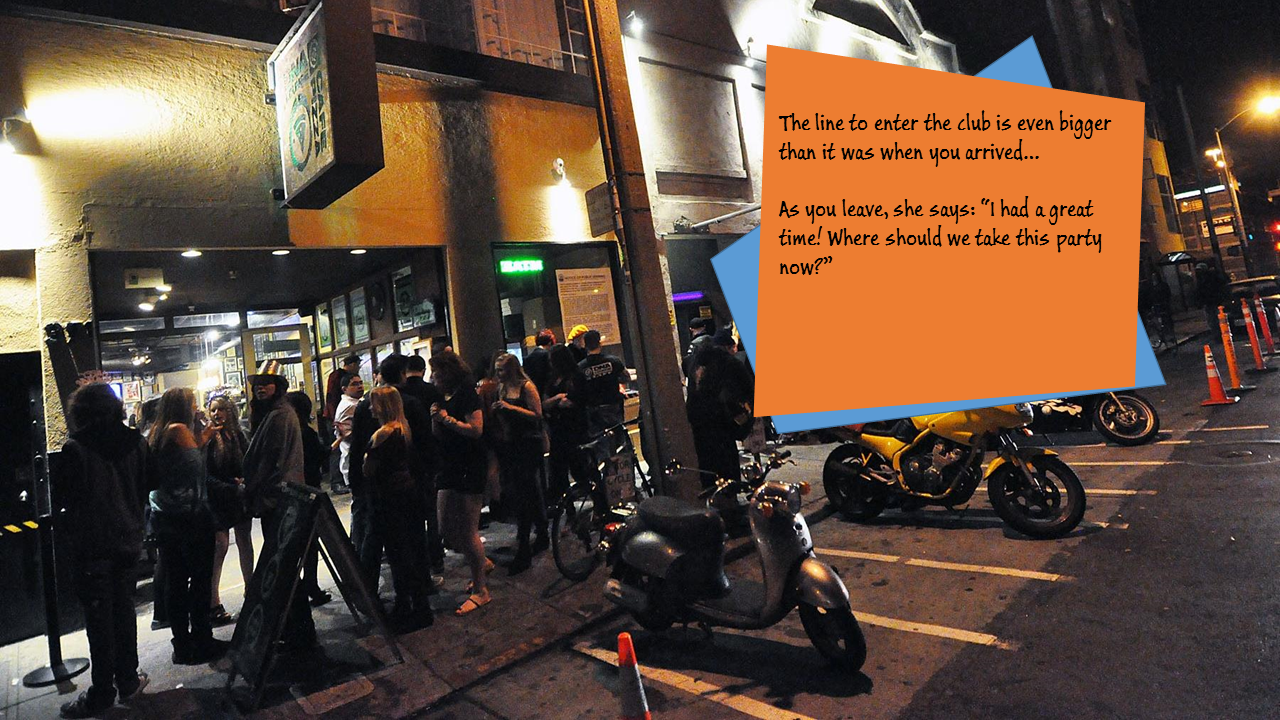 The line to enter the club is even bigger
than it was when you arrived...
As you leave, she says: “I had a great
time! Where should we take this party
now?”